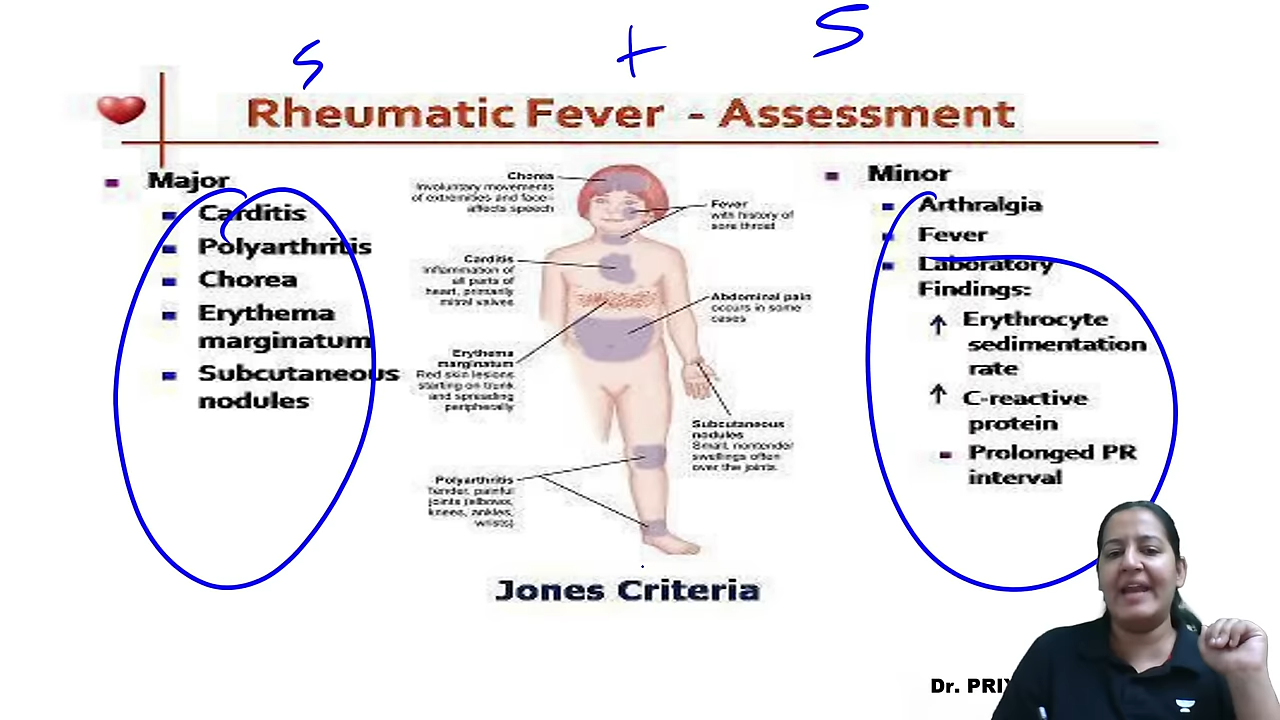 5 + 5
Rheumatic Fever - Assessment
Major
Carditis
Polyarthritis
Chorea
Erythema
marginatum
Subcutaneous
nodules
Chorea
Involuntary movements
of extremities and face–
affects speech
Carditis
Inflammation of
all parts of
heart, primarily
mitral valves
Erythema
marginatum
Red skin lesions
starting on trunk
and spreading
peripherally
Polyarthritis
Tender, painful
joints (elbows,
knees, ankles,
wrists)
Fever
with history of
sore throat
Abdominal pain
occurs in some
cases
Subcutaneous
nodules
Small, nontender
swellings often
over the joints.
Minor
Arthralgia
Fever
Laboratory
Findings:
↑ Erythrocyte
sedimentation
rate
↑ C-reactive
protein
Prolonged PR
interval
Jones Criteria
Dr.